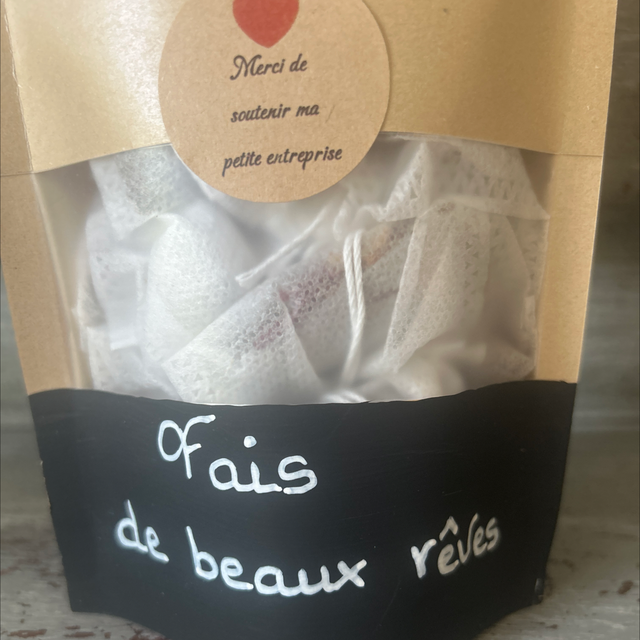 Merci de
soutenir ma
petite entreprise
Fais
de beaux rêves